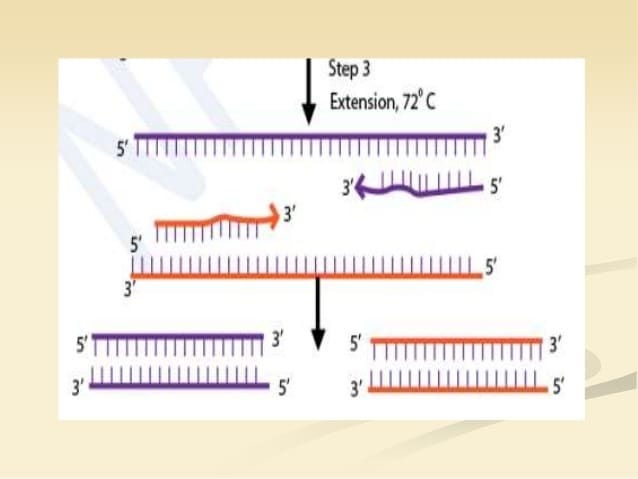 Step 3
Extension, 72° C
5′ 3′
3′ 5′
3′
5′
5′
3′
5′ 3′ 5′ 3′
3′ 5′ 3′ 5′